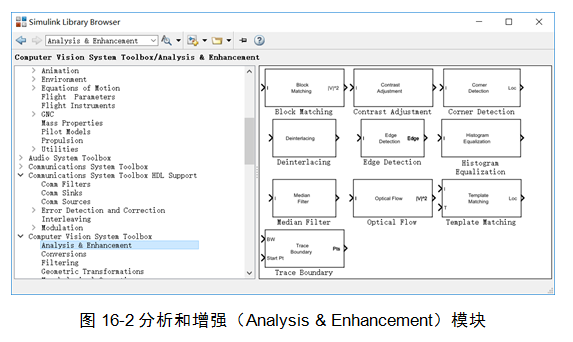 Simulink Library Browser
Analysis & Enhancement
Computer Vision System Toolbox/Analysis & Enhancement
Animation
Environment
Equations of Motion
Flight Parameters
Flight Instruments
GNC
Mass Properties
Pilot Models
Propulsion
Utilities
Audio System Toolbox
Communications System Toolbox
Communications System Toolbox HDL Support
Comm Filters
Comm Sinks
Comm Sources
Error Detection and Correction
Interleaving
Modulation
Computer Vision System Toolbox
Analysis & Enhancement
Conversions
Filtering
Geometric Transformations
I Block Matching |V|^2
Block Matching
I Contrast Adjustment
Contrast Adjustment
I Corner Detection Loc
Corner Detection
Deinterlacing
Deinterlacing
I Edge Detection Edge
Edge Detection
Histogram Equalization
Histogram
Equalization
I Median Filter
Median Filter
I Optical Flow |V|^2
Optical Flow
I T Template Matching Loc
Template Matching
BW Start Pt Trace Boundary Pts
Trace Boundary
图 16-2 分析和增强（Analysis & Enhancement）模块